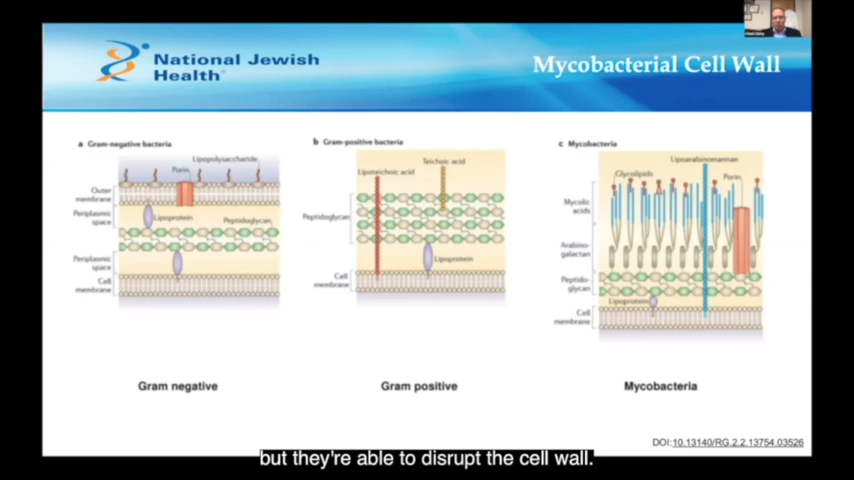 National Jewish
Health®
Mycobacterial Cell Wall
a Gram-negative bacteria
Lipopolysaccharide
Porin
Outer
membrane
Periplasmic
space
Lipoprotein
Peptidoglycan
Periplasmic
space
Cell
membrane
Gram negative
b Gram-positive bacteria
Teichoic acid
Lipoteichoic acid
Peptidoglycan
Lipoprotein
Cell
membrane
Gram positive
c Mycobacteria
Lipoarabinomannan
Glycolipids
Porin
Mycolic
acids
Arabino-
galactan
Peptido-
glycan
Lipoprotein
Cell
membrane
Mycobacteria
DOI:10.13140/RG.2.2.13754.03526
but they're able to disrupt the cell wall.